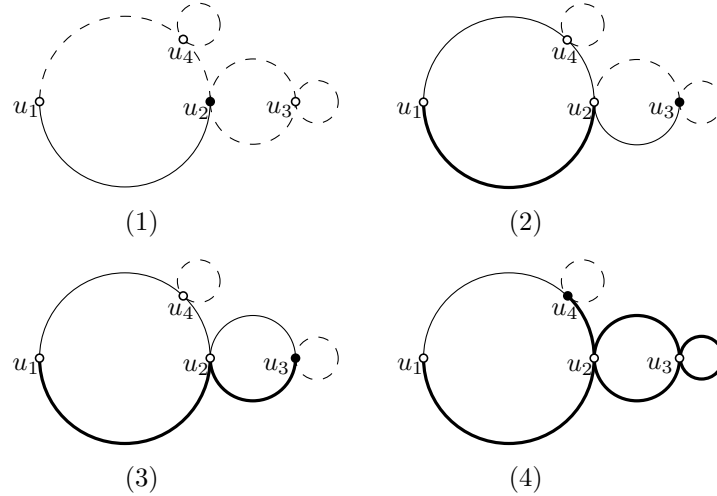 u₄
u₁ u₂ u₃
(1)
u₄
u₁ u₂ u₃
(2)
u₄
u₁ u₂ u₃
(3)
u₄
u₁ u₂ u₃
(4)